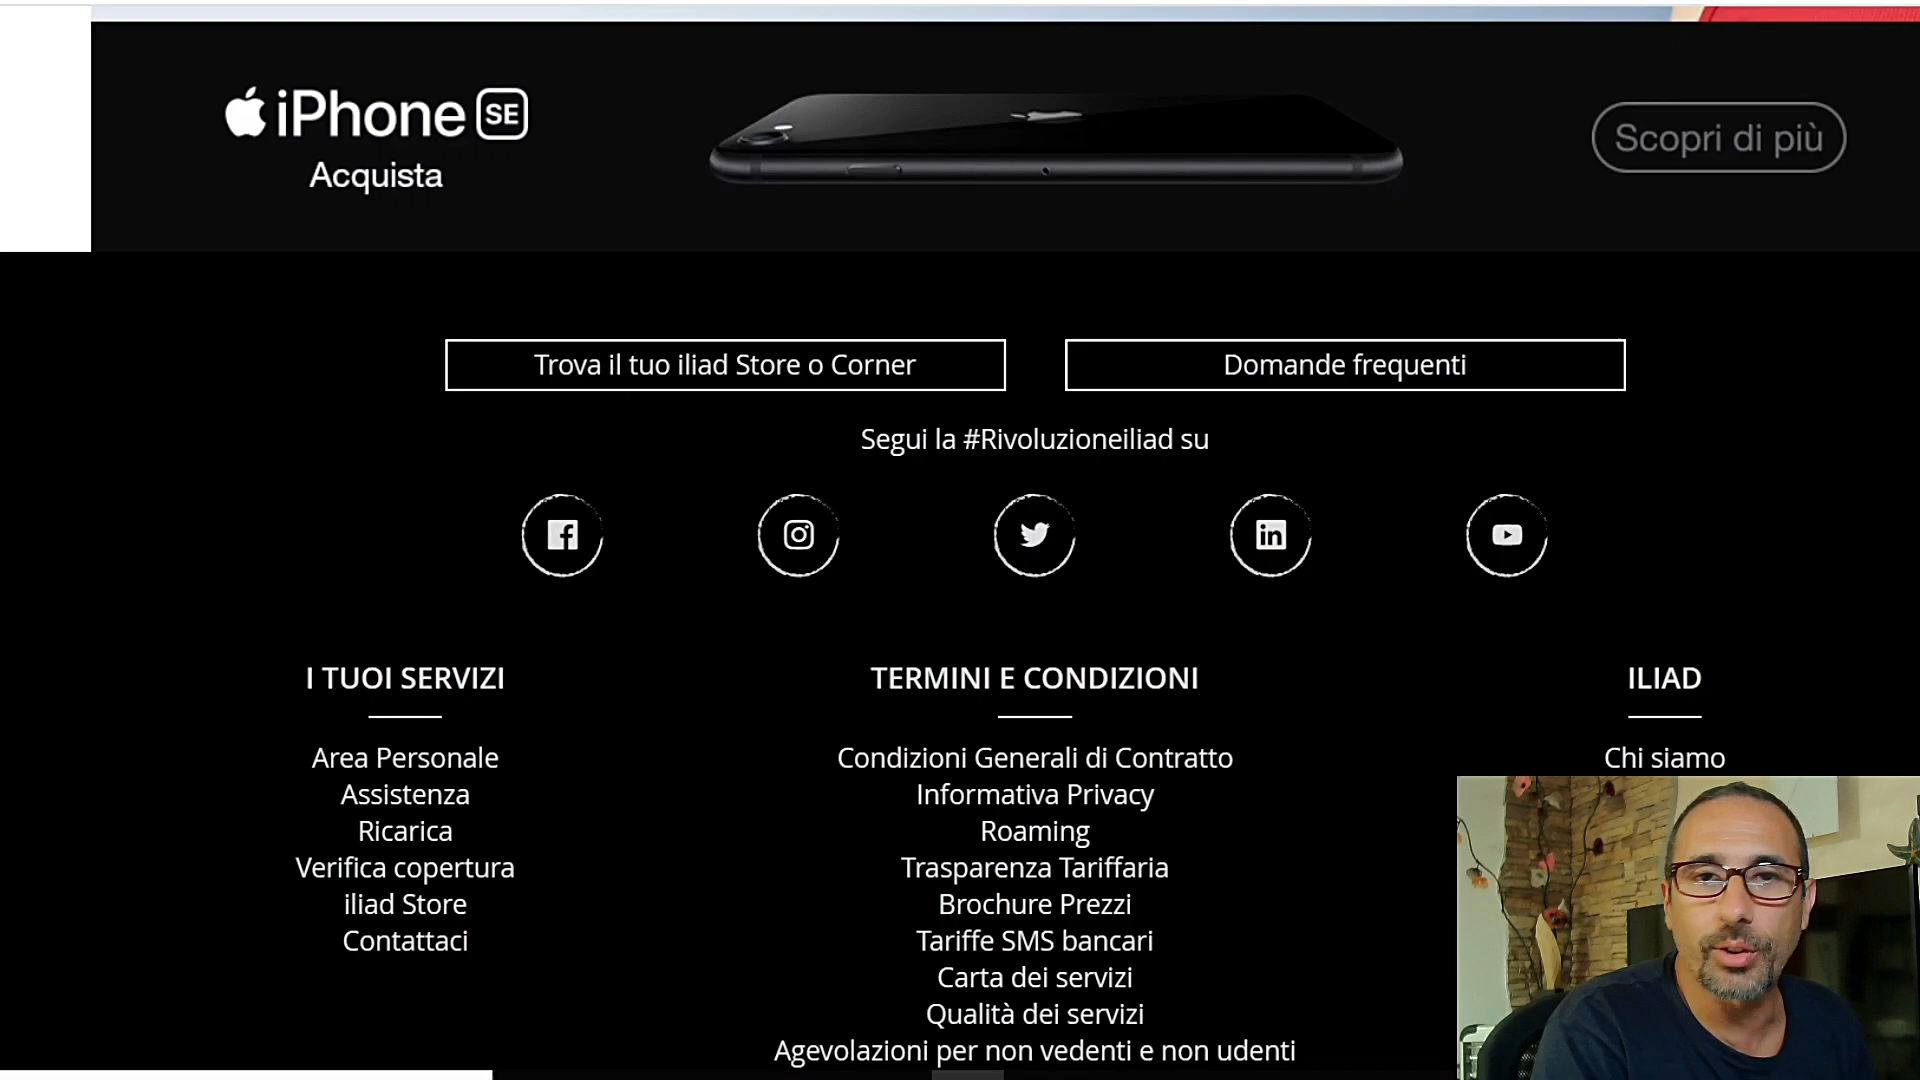 iPhone SE
Acquista
Scopri di più
Trova il tuo iliad Store o Corner
Domande frequenti
Segui la #Rivoluzioneiliad su
I TUOI SERVIZI
Area Personale
Assistenza
Ricarica
Verifica copertura
iliad Store
Contattaci
TERMINI E CONDIZIONI
Condizioni Generali di Contratto
Informativa Privacy
Roaming
Trasparenza Tariffaria
Brochure Prezzi
Tariffe SMS bancari
Carta dei servizi
Qualità dei servizi
Agevolazioni per non vedenti e non udenti
ILIAD
Chi siamo